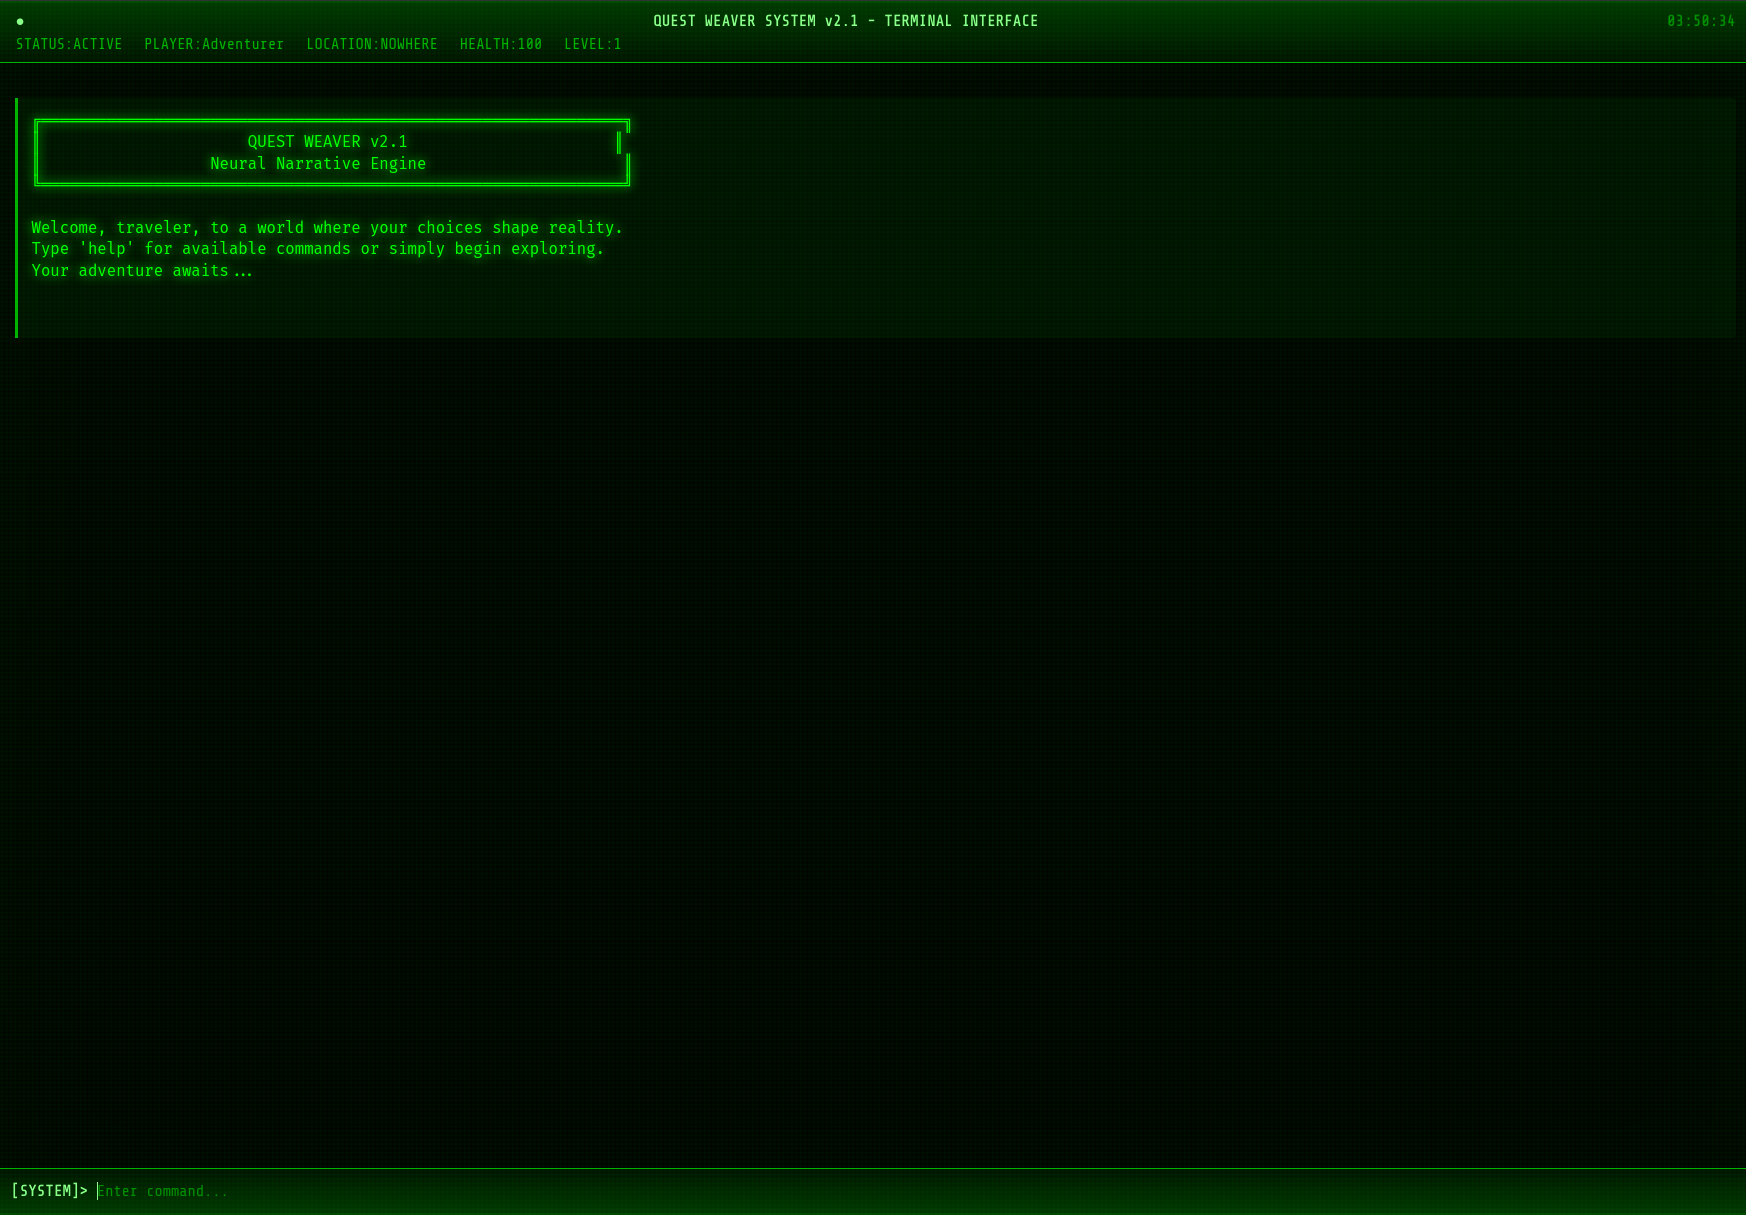 ● QUEST WEAVER SYSTEM v2.1 - TERMINAL INTERFACE 03:50:34
STATUS:ACTIVE PLAYER:Adventurer LOCATION:NOWHERE HEALTH:100 LEVEL:1
QUEST WEAVER v2.1
Neural Narrative Engine
Welcome, traveler, to a world where your choices shape reality.
Type 'help' for available commands or simply begin exploring.
Your adventure awaits...
[SYSTEM]> Enter command...